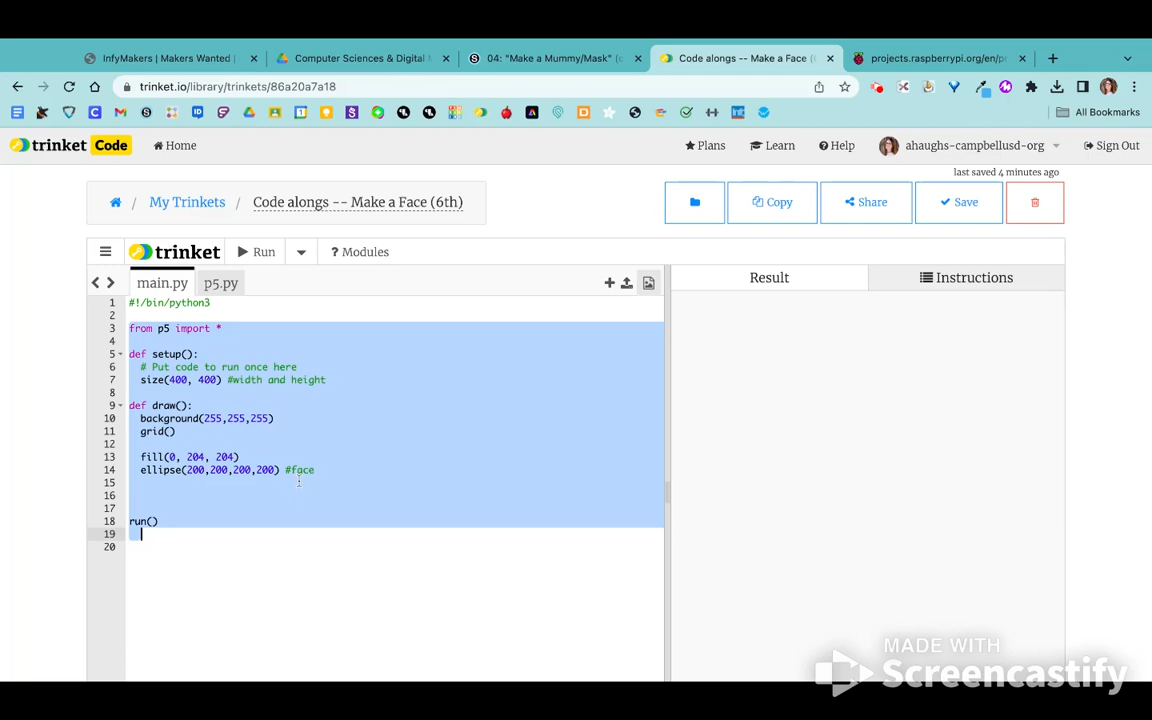 InfyMakers | Makers Wanted |
Computer Sciences & Digital
04: "Make a Mummy/Mask" (c
Code alongs -- Make a Face (
projects.raspberrypi.org/en/p
trinket.io/library/trinkets/86a20a7a18
All Bookmarks
trinket Code
Home
Plans
Learn
Help
ahaughs-campbellusd-org
Sign Out
last saved 4 minutes ago
/ My Trinkets / Code alongs -- Make a Face (6th)
Copy
Share
Save
trinket
Run
? Modules
Result
Instructions
main.py
p5.py
1 #!/bin/python3
2
3 from p5 import *
4
5 def setup():
6 # Put code to run once here
7 size(400, 400) #width and height
8
9 def draw():
10 background(255,255,255)
11 grid()
12
13 fill(0, 204, 204)
14 ellipse(200,200,200,200) #face
15
16
17
18 run()
19
20
MADE WITH
Screencastify